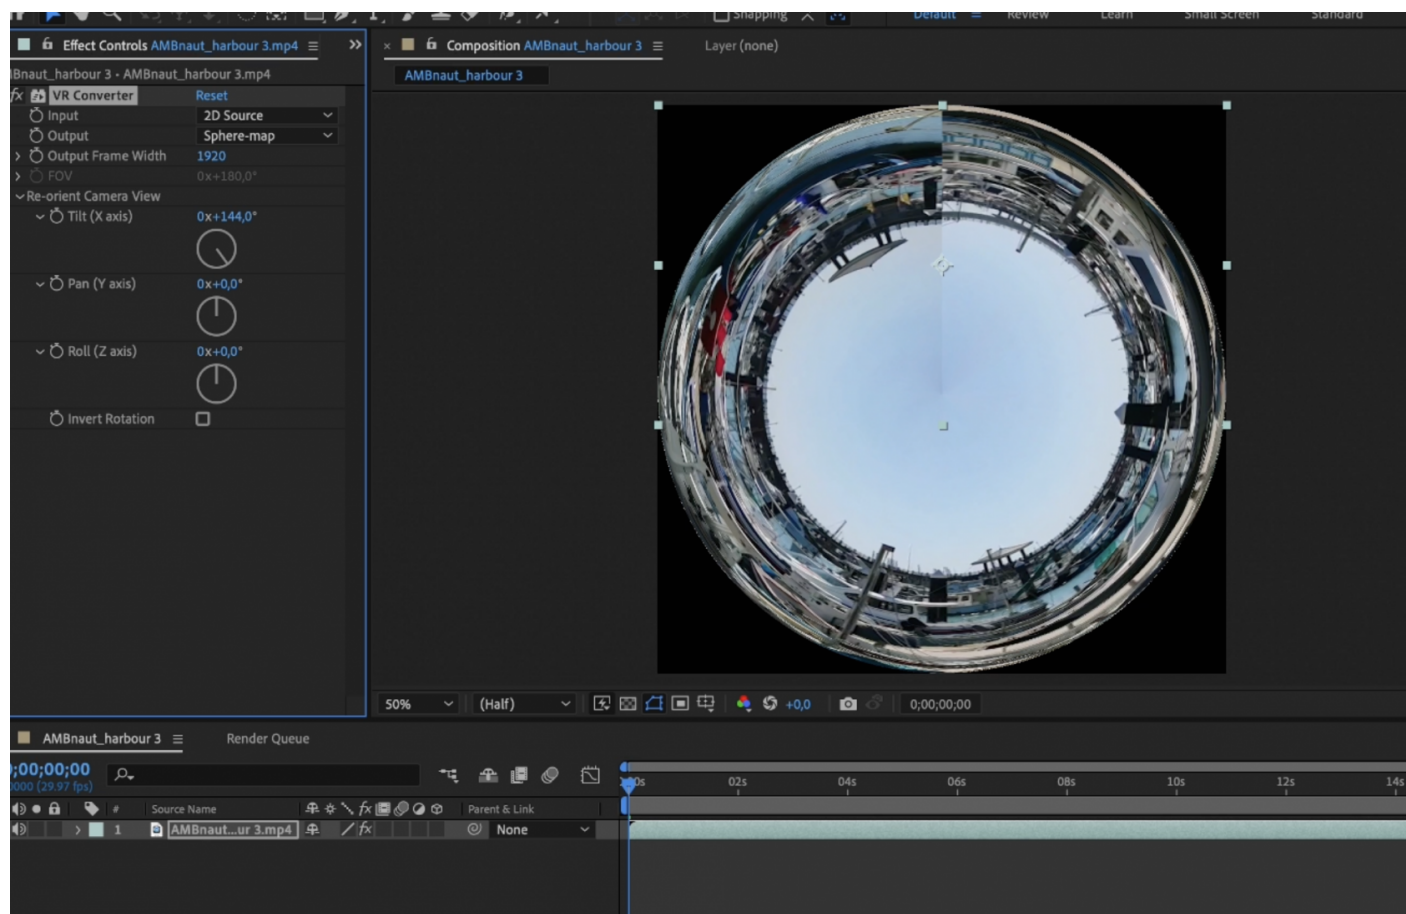 Snapping Default Review Learn Small Screen Standard
Effect Controls AMBnaut_harbour 3.mp4
Composition AMBnaut_harbour 3 Layer (none)
Bnaut_harbour 3 • AMBnaut_harbour 3.mp4
AMBnaut_harbour 3
fx VR Converter Reset
Input 2D Source
Output Sphere-map
Output Frame Width 1920
FOV 0x+180,0°
Re-orient Camera View
Tilt (X axis) 0x+144,0°
Pan (Y axis) 0x+0,0°
Roll (Z axis) 0x+0,0°
Invert Rotation
50% (Half) +0,0 0;00;00;00
AMBnaut_harbour 3 Render Queue
;00;00;00
0000 (29.97 fps)
02s 04s 06s 08s 10s 12s 14s
# Source Name fx Parent & Link
1 AMBnaut...ur 3.mp4 fx None